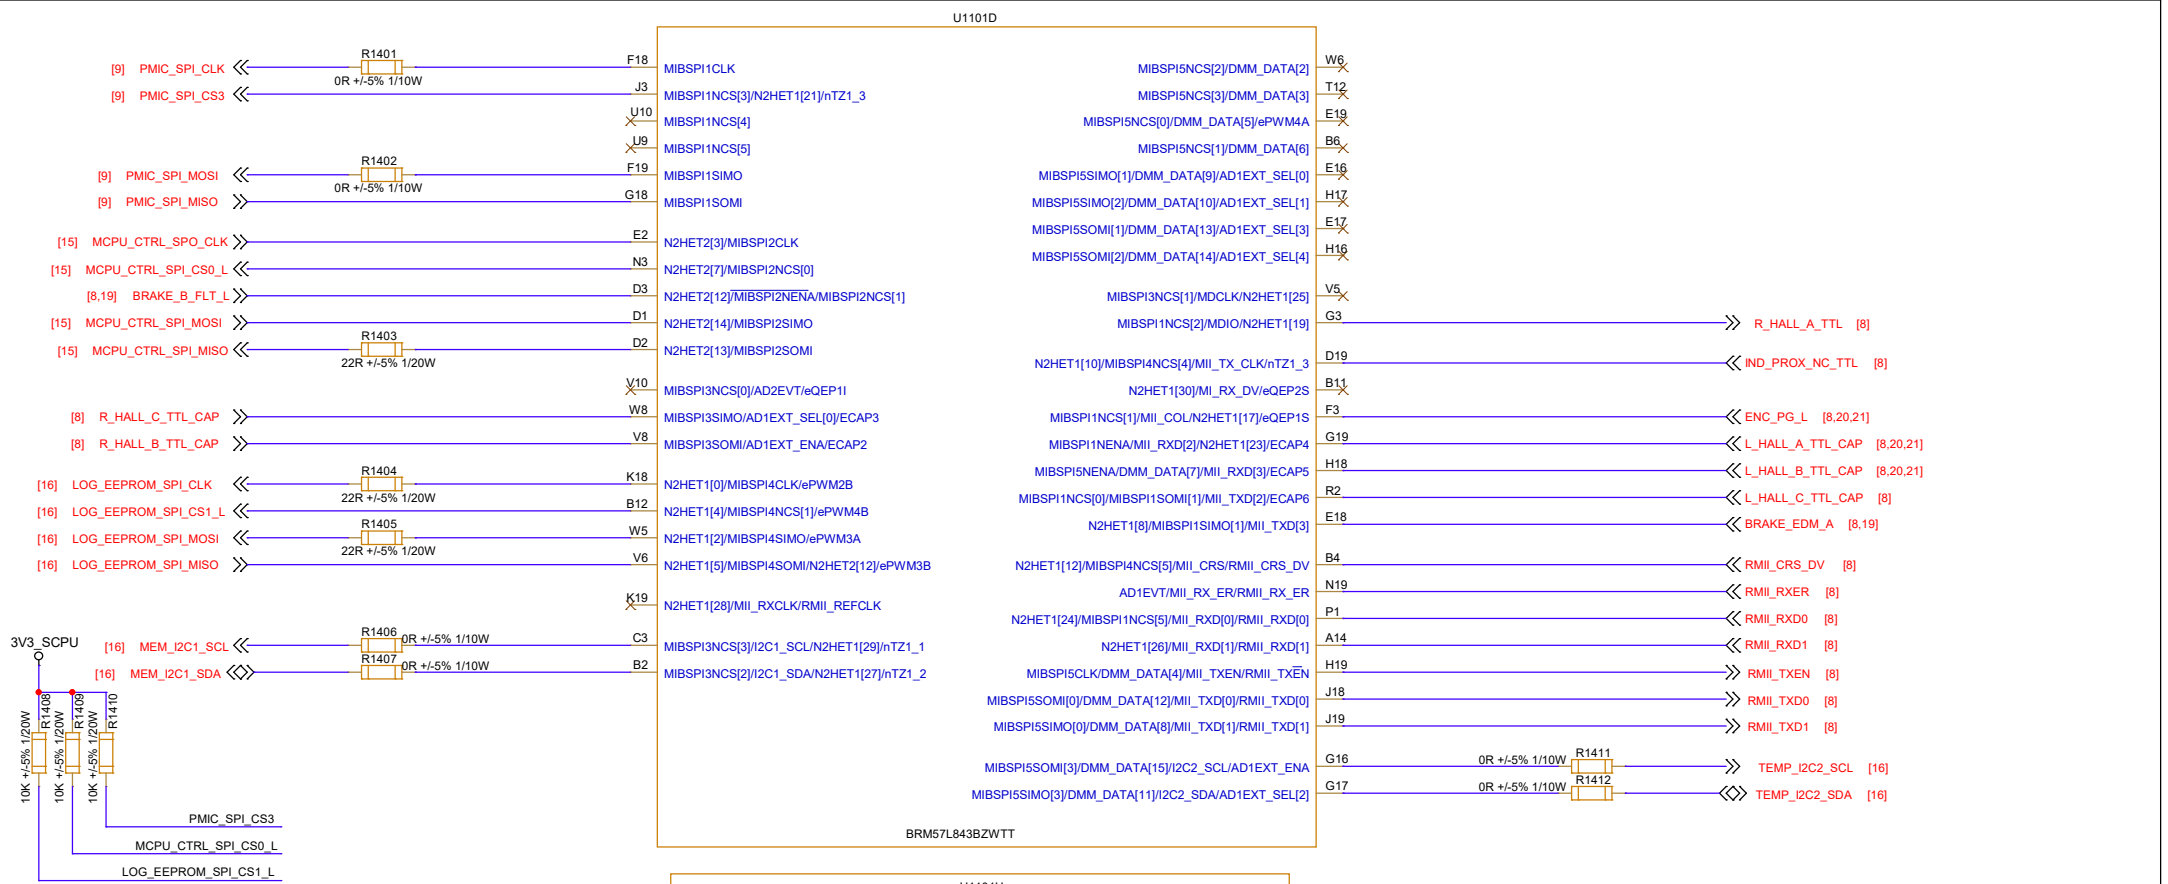 U1101D
[9] PMIC_SPI_CLK R1401 0R +/-5% 1/10W F18 MIBSPI1CLK
[9] PMIC_SPI_CS3 J3 MIBSPI1NCS[3]/N2HET1[21]/nTZ1_3
U10 MIBSPI1NCS[4]
U9 MIBSPI1NCS[5]
[9] PMIC_SPI_MOSI R1402 0R +/-5% 1/10W F19 MIBSPI1SIMO
[9] PMIC_SPI_MISO G18 MIBSPI1SOMI
[15] MCPU_CTRL_SPO_CLK E2 N2HET2[3]/MIBSPI2CLK
[15] MCPU_CTRL_SPI_CS0_L N3 N2HET2[7]/MIBSPI2NCS[0]
[8,19] BRAKE_B_FLT_L D3 N2HET2[12]/MIBSPI2NENA/MIBSPI2NCS[1]
[15] MCPU_CTRL_SPI_MOSI D1 N2HET2[14]/MIBSPI2SIMO
[15] MCPU_CTRL_SPI_MISO R1403 22R +/-5% 1/20W D2 N2HET2[13]/MIBSPI2SOMI
V10 MIBSPI3NCS[0]/AD2EVT/eQEP1I
[8] R_HALL_C_TTL_CAP W8 MIBSPI3SIMO/AD1EXT_SEL[0]/ECAP3
[8] R_HALL_B_TTL_CAP V8 MIBSPI3SOMI/AD1EXT_ENA/ECAP2
[16] LOG_EEPROM_SPI_CLK R1404 22R +/-5% 1/20W K18 N2HET1[0]/MIBSPI4CLK/ePWM2B
[16] LOG_EEPROM_SPI_CS1_L B12 N2HET1[4]/MIBSPI4NCS[1]/ePWM4B
[16] LOG_EEPROM_SPI_MOSI R1405 22R +/-5% 1/20W W5 N2HET1[2]/MIBSPI4SIMO/ePWM3A
[16] LOG_EEPROM_SPI_MISO V6 N2HET1[5]/MIBSPI4SOMI/N2HET2[12]/ePWM3B
K19 N2HET1[28]/MII_RXCLK/RMII_REFCLK
[16] MEM_I2C1_SCL R1406 0R +/-5% 1/10W C3 MIBSPI3NCS[3]/I2C1_SCL/N2HET1[29]/nTZ1_1
[16] MEM_I2C1_SDA R1407 0R +/-5% 1/10W B2 MIBSPI3NCS[2]/I2C1_SDA/N2HET1[27]/nTZ1_2
3V3_SCPU
R1408 10K +/-5% 1/20W
R1409 10K +/-5% 1/20W
R1410 10K +/-5% 1/20W
PMIC_SPI_CS3
MCPU_CTRL_SPI_CS0_L
LOG_EEPROM_SPI_CS1_L
MIBSPI5NCS[2]/DMM_DATA[2] W6
MIBSPI5NCS[3]/DMM_DATA[3] T12
MIBSPI5NCS[0]/DMM_DATA[5]/ePWM4A E19
MIBSPI5NCS[1]/DMM_DATA[6] B6
MIBSPI5SIMO[1]/DMM_DATA[9]/AD1EXT_SEL[0] E16
MIBSPI5SIMO[2]/DMM_DATA[10]/AD1EXT_SEL[1] H17
MIBSPI5SOMI[1]/DMM_DATA[13]/AD1EXT_SEL[3] E17
MIBSPI5SOMI[2]/DMM_DATA[14]/AD1EXT_SEL[4] H16
MIBSPI3NCS[1]/MDCLK/N2HET1[25] V5
MIBSPI1NCS[2]/MDIO/N2HET1[19] G3 R_HALL_A_TTL [8]
N2HET1[10]/MIBSPI4NCS[4]/MII_TX_CLK/nTZ1_3 D19 IND_PROX_NC_TTL [8]
N2HET1[30]/MI_RX_DV/eQEP2S B11
MIBSPI1NCS[1]/MII_COL/N2HET1[17]/eQEP1S F3 ENC_PG_L [8,20,21]
MIBSPI1NENA/MII_RXD[2]/N2HET1[23]/ECAP4 G19 L_HALL_A_TTL_CAP [8,20,21]
MIBSPI5NENA/DMM_DATA[7]/MII_RXD[3]/ECAP5 H18 L_HALL_B_TTL_CAP [8,20,21]
MIBSPI1NCS[0]/MIBSPI1SOMI[1]/MII_TXD[2]/ECAP6 R2 L_HALL_C_TTL_CAP [8]
N2HET1[8]/MIBSPI1SIMO[1]/MII_TXD[3] E18 BRAKE_EDM_A [8,19]
N2HET1[12]/MIBSPI4NCS[5]/MII_CRS/RMII_CRS_DV B4 RMII_CRS_DV [8]
AD1EVT/MII_RX_ER/RMII_RX_ER N19 RMII_RXER [8]
N2HET1[24]/MIBSPI1NCS[5]/MII_RXD[0]/RMII_RXD[0] P1 RMII_RXD0 [8]
N2HET1[26]/MII_RXD[1]/RMII_RXD[1] A14 RMII_RXD1 [8]
MIBSPI5CLK/DMM_DATA[4]/MII_TXEN/RMII_TXEN H19 RMII_TXEN [8]
MIBSPI5SOMI[0]/DMM_DATA[12]/MII_TXD[0]/RMII_TXD[0] J18 RMII_TXD0 [8]
MIBSPI5SIMO[0]/DMM_DATA[8]/MII_TXD[1]/RMII_TXD[1] J19 RMII_TXD1 [8]
MIBSPI5SOMI[3]/DMM_DATA[15]/I2C2_SCL/AD1EXT_ENA G16 0R +/-5% 1/10W R1411 TEMP_I2C2_SCL [16]
MIBSPI5SIMO[3]/DMM_DATA[11]/I2C2_SDA/AD1EXT_SEL[2] G17 0R +/-5% 1/10W R1412 TEMP_I2C2_SDA [16]
BRM57L843BZWTT